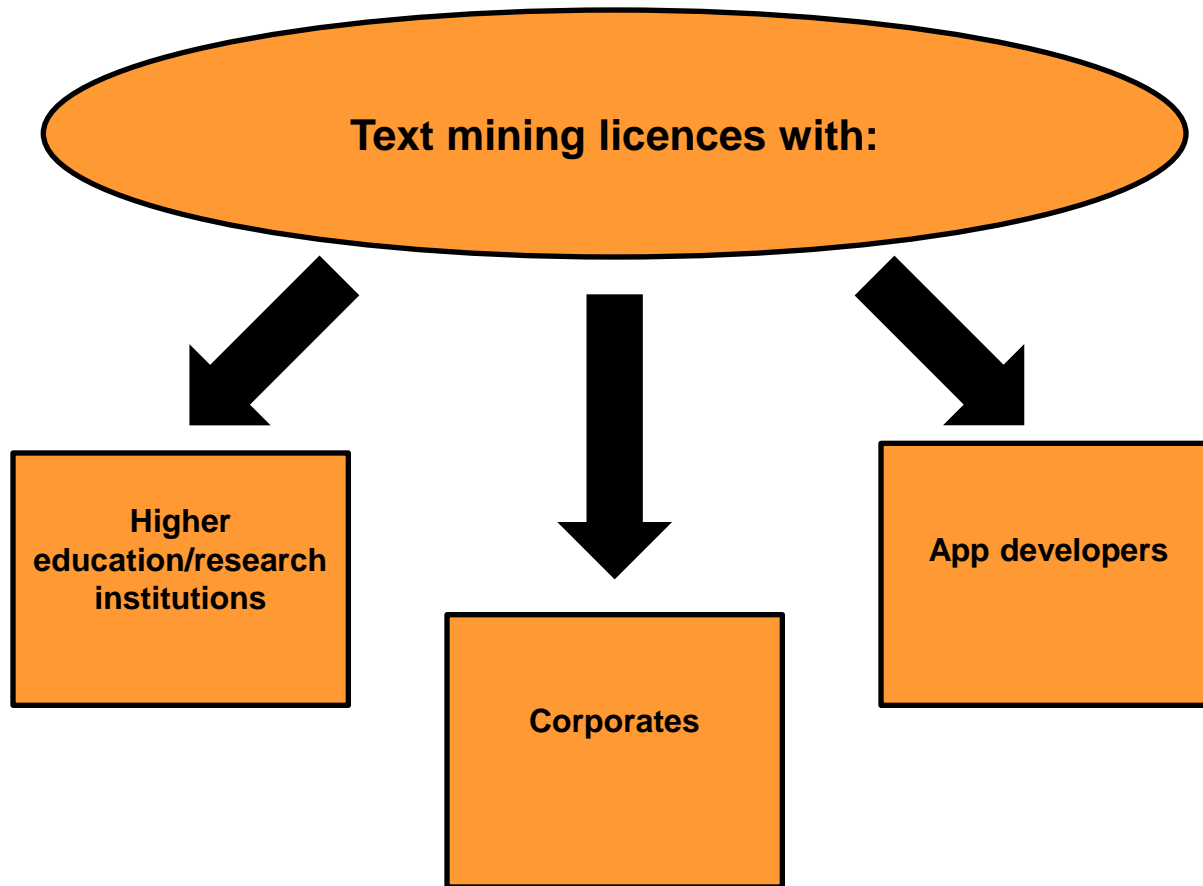 Text mining licences with:
Higher
education/research
institutions
Corporates
App developers